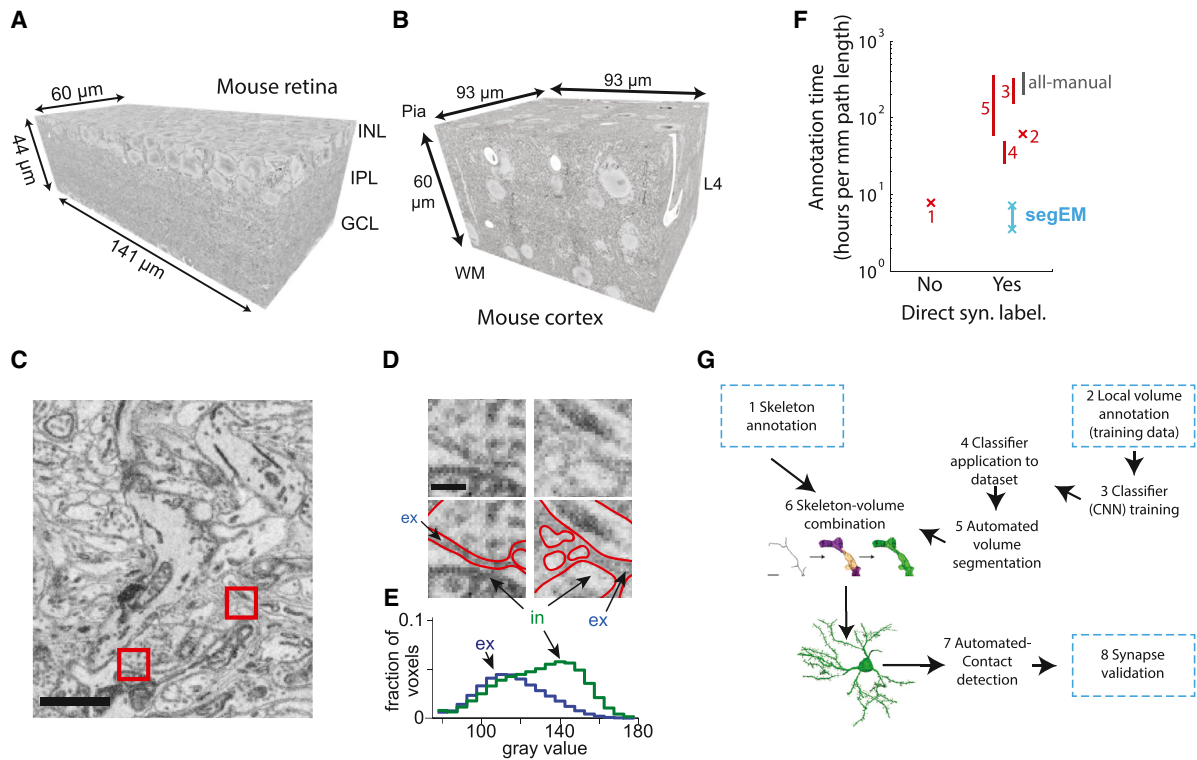 A
60 µm
Mouse retina
44 µm
INL
IPL
GCL
141 µm
B
93 µm
93 µm
Pia
60
µm
L4
WM
Mouse cortex
F
Annotation time
(hours per mm path length)
10³
10²
10¹
10⁰
all-manual
3
5
2
4
1
segEM
No
Yes
Direct syn. label.
C
D
ex
in
ex
E
fraction of
voxels
0.1
0
ex
100
140
180
gray value
G
1 Skeleton
annotation
2 Local volume
annotation
(training data)
3 Classifier
(CNN) training
4 Classifier
application to
dataset
5 Automated
volume
segmentation
6 Skeleton-volume
combination
7 Automated-
Contact
detection
8 Synapse
validation